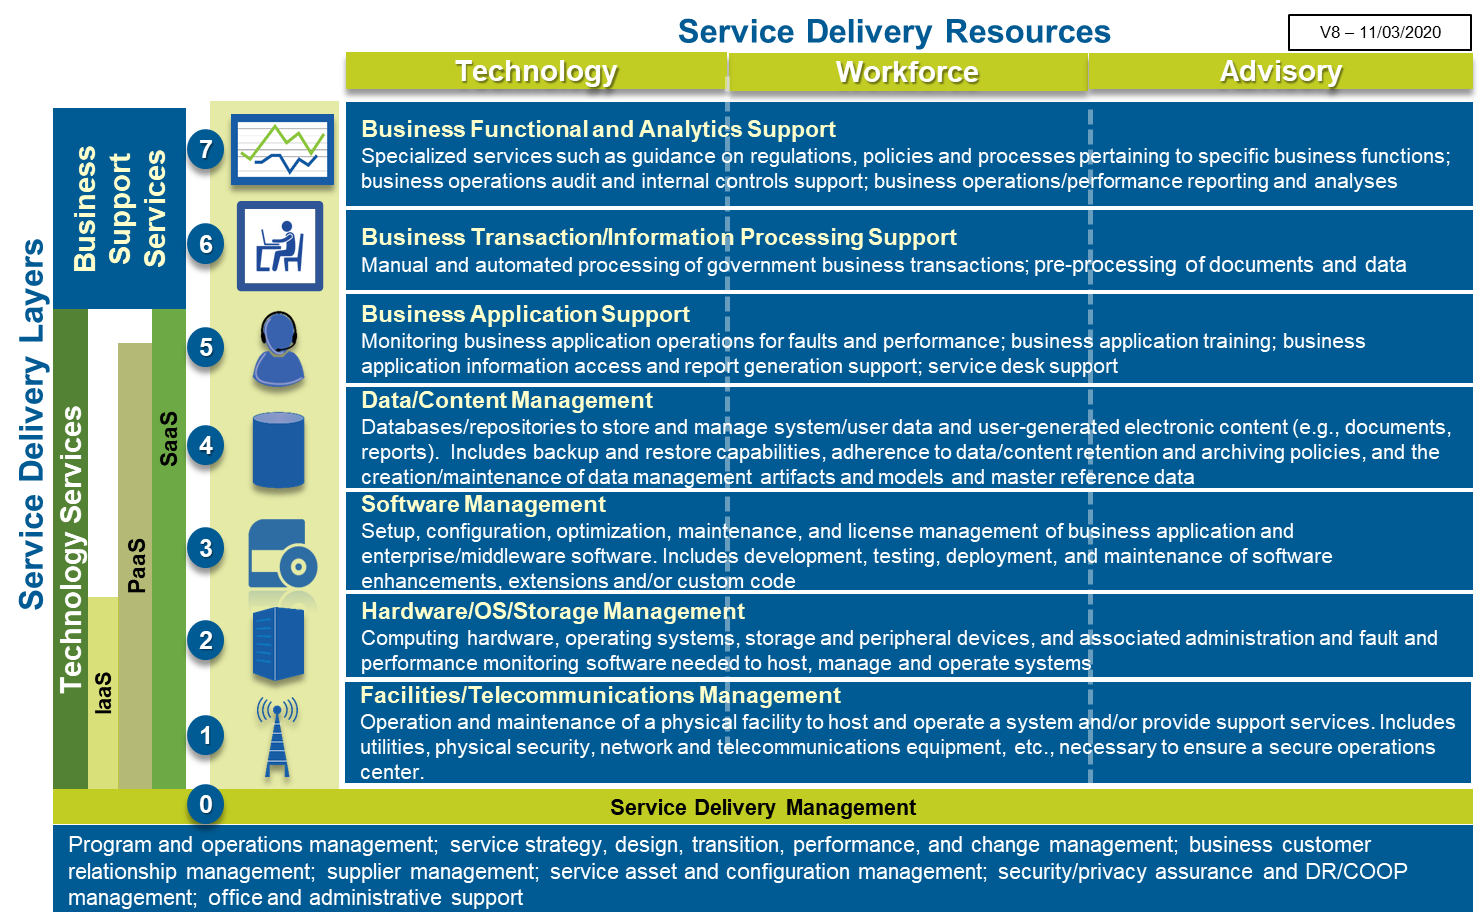 Service Delivery Resources
V8 – 11/03/2020
Technology
Workforce
Advisory
Service Delivery Layers
Business
Support
Services
Technology Services
IaaS
PaaS
SaaS
7
Business Functional and Analytics Support
Specialized services such as guidance on regulations, policies and processes pertaining to specific business functions;
business operations audit and internal controls support; business operations/performance reporting and analyses
6
Business Transaction/Information Processing Support
Manual and automated processing of government business transactions; pre-processing of documents and data
5
Business Application Support
Monitoring business application operations for faults and performance; business application training; business
application information access and report generation support; service desk support
4
Data/Content Management
Databases/repositories to store and manage system/user data and user-generated electronic content (e.g., documents,
reports). Includes backup and restore capabilities, adherence to data/content retention and archiving policies, and the
creation/maintenance of data management artifacts and models and master reference data
3
Software Management
Setup, configuration, optimization, maintenance, and license management of business application and
enterprise/middleware software. Includes development, testing, deployment, and maintenance of software
enhancements, extensions and/or custom code
2
Hardware/OS/Storage Management
Computing hardware, operating systems, storage and peripheral devices, and associated administration and fault and
performance monitoring software needed to host, manage and operate systems
1
Facilities/Telecommunications Management
Operation and maintenance of a physical facility to host and operate a system and/or provide support services. Includes
utilities, physical security, network and telecommunications equipment, etc., necessary to ensure a secure operations
center.
0
Service Delivery Management
Program and operations management; service strategy, design, transition, performance, and change management; business customer
relationship management; supplier management; service asset and configuration management; security/privacy assurance and DR/COOP
management; office and administrative support